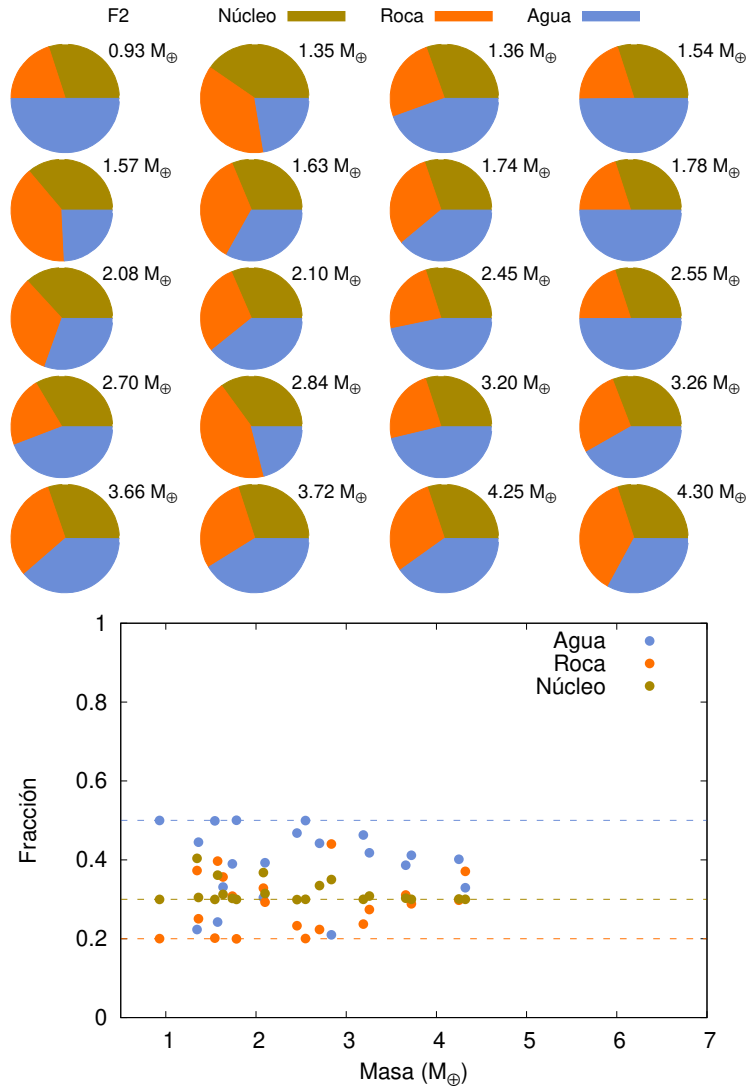 F2 Núcleo Roca Agua
0.93 M⊕ 1.35 M⊕ 1.36 M⊕ 1.54 M⊕
1.57 M⊕ 1.63 M⊕ 1.74 M⊕ 1.78 M⊕
2.08 M⊕ 2.10 M⊕ 2.45 M⊕ 2.55 M⊕
2.70 M⊕ 2.84 M⊕ 3.20 M⊕ 3.26 M⊕
3.66 M⊕ 3.72 M⊕ 4.25 M⊕ 4.30 M⊕
1
Agua
Roca
Núcleo
0.8
0.6
Fracción
0.4
0.2
0
1 2 3 4 5 6 7
Masa (M⊕)